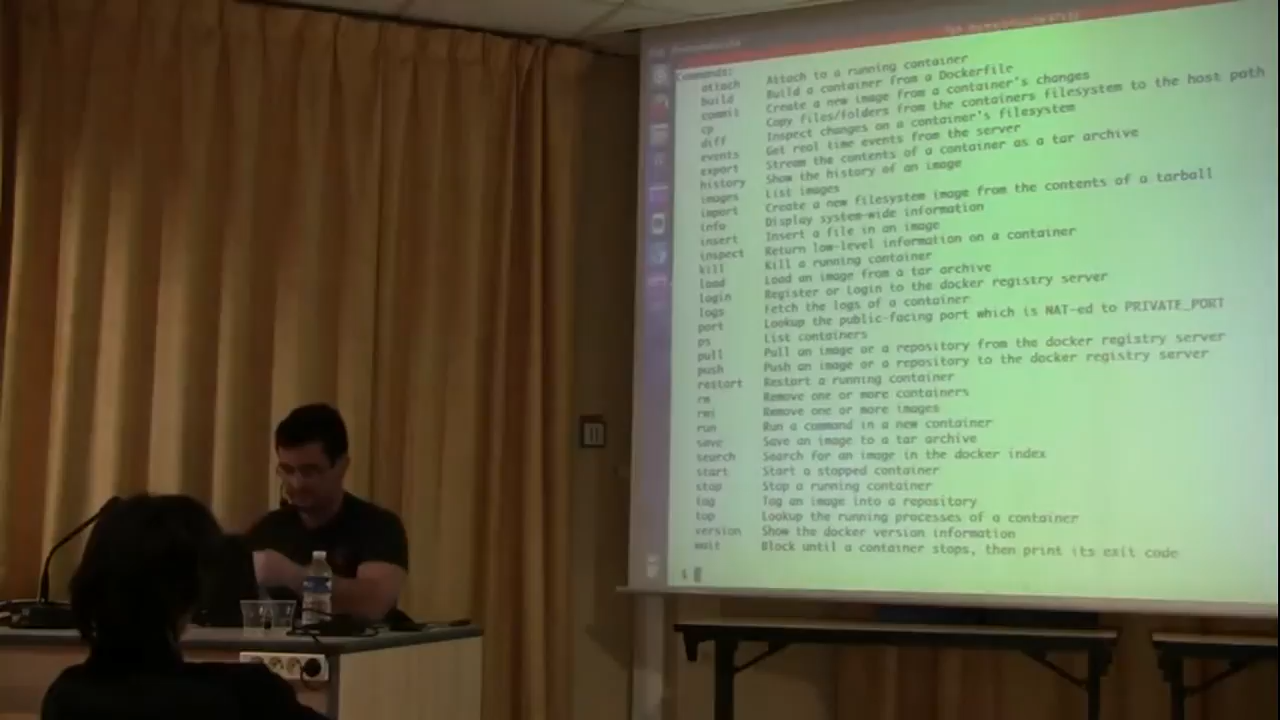 Commands:
attach Attach to a running container
build Build a container from a Dockerfile
commit Create a new image from a container's changes
cp Copy files/folders from the containers filesystem to the host path
diff Inspect changes on a container's filesystem
events Get real time events from the server
export Stream the contents of a container as a tar archive
history Show the history of an image
images List images
import Create a new filesystem image from the contents of a tarball
info Display system-wide information
insert Insert a file in an image
inspect Return low-level information on a container
kill Kill a running container
load Load an image from a tar archive
login Register or Login to the docker registry server
logs Fetch the logs of a container
port Lookup the public-facing port which is NAT-ed to PRIVATE_PORT
ps List containers
pull Pull an image or a repository from the docker registry server
push Push an image or a repository to the docker registry server
restart Restart a running container
rm Remove one or more containers
rmi Remove one or more images
run Run a command in a new container
save Save an image to a tar archive
search Search for an image in the docker index
start Start a stopped container
stop Stop a running container
tag Tag an image into a repository
top Lookup the running processes of a container
version Show the docker version information
wait Block until a container stops, then print its exit code
$